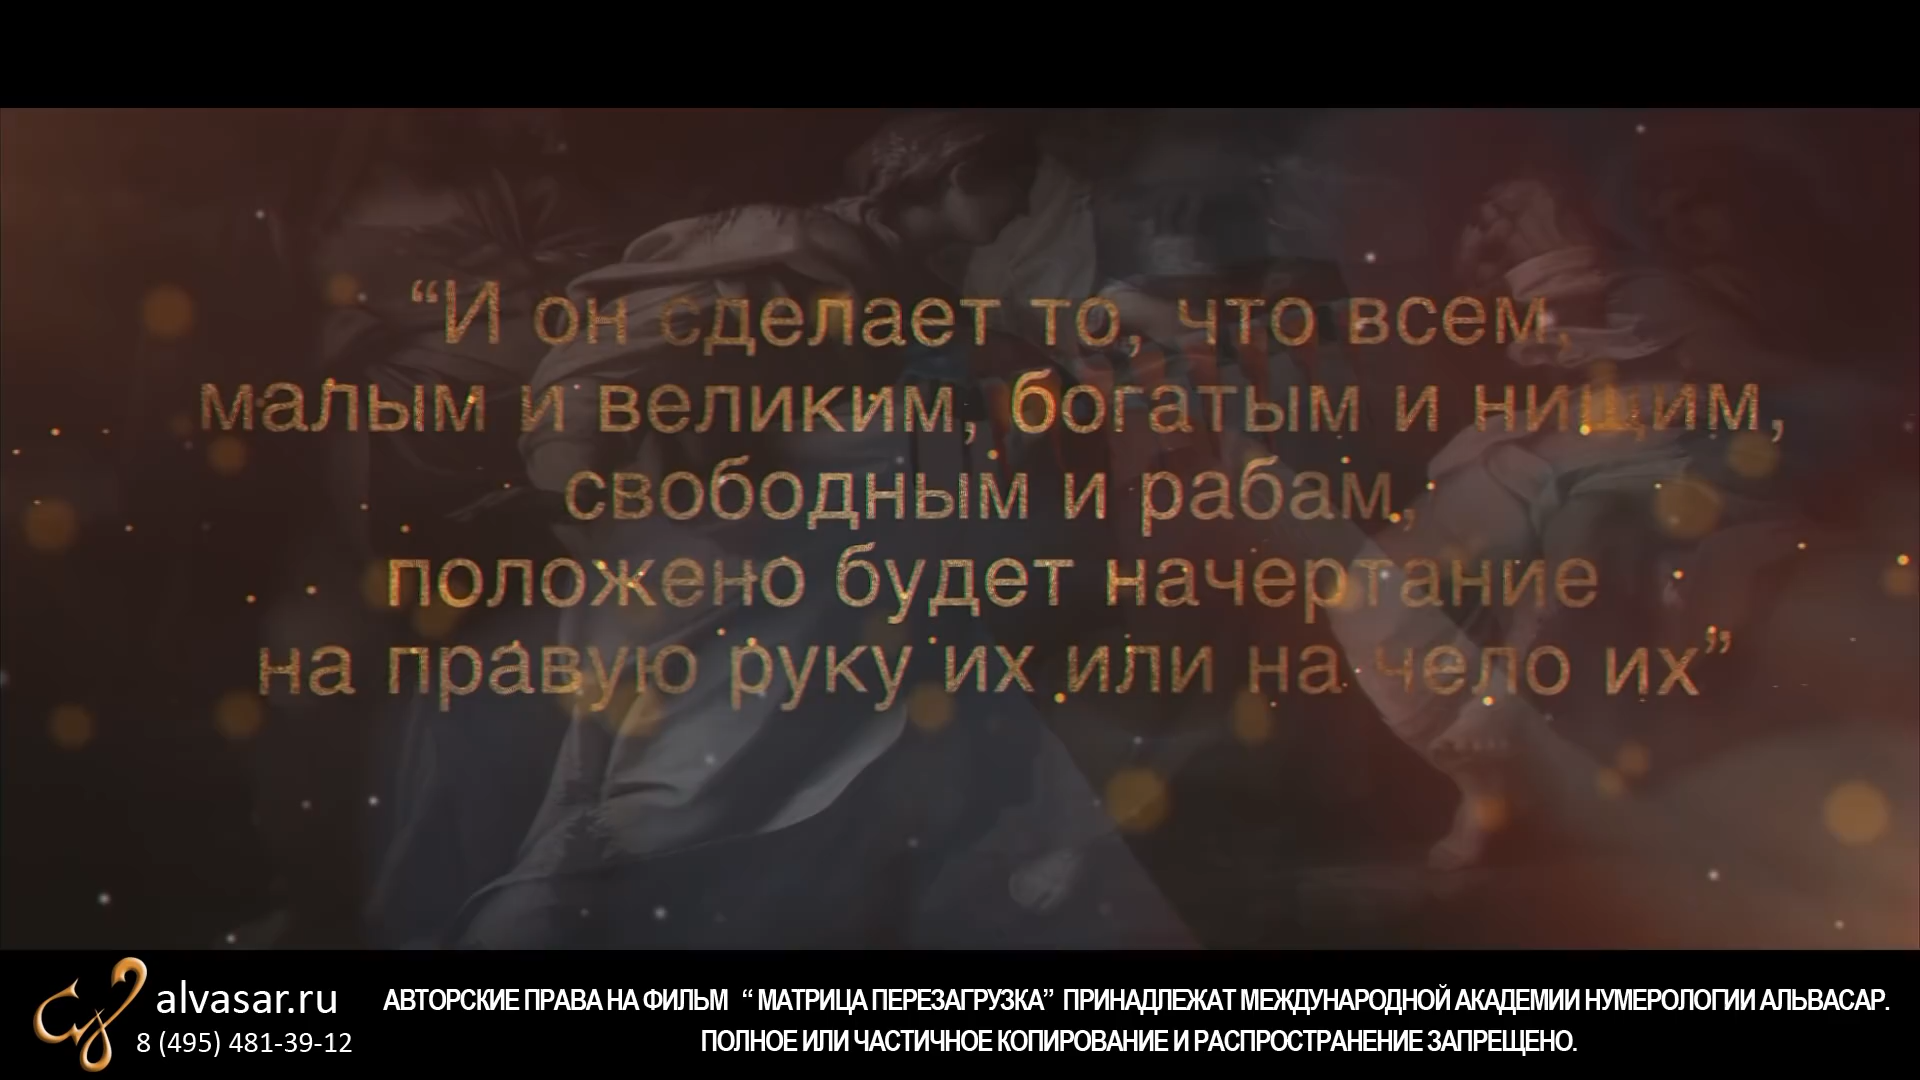 “И он сделает то, что всем,
малым и великим, богатым и нищим,
свободным и рабам,
положено будет начертание
на правую руку их или на чело их”
alvasar.ru
8 (495) 481-39-12
АВТОРСКИЕ ПРАВА НА ФИЛЬМ “ МАТРИЦА ПЕРЕЗАГРУЗКА” ПРИНАДЛЕЖАТ МЕЖДУНАРОДНОЙ АКАДЕМИИ НУМЕРОЛОГИИ АЛЬВАСАР.
ПОЛНОЕ ИЛИ ЧАСТИЧНОЕ КОПИРОВАНИЕ И РАСПРОСТРАНЕНИЕ ЗАПРЕЩЕНО.